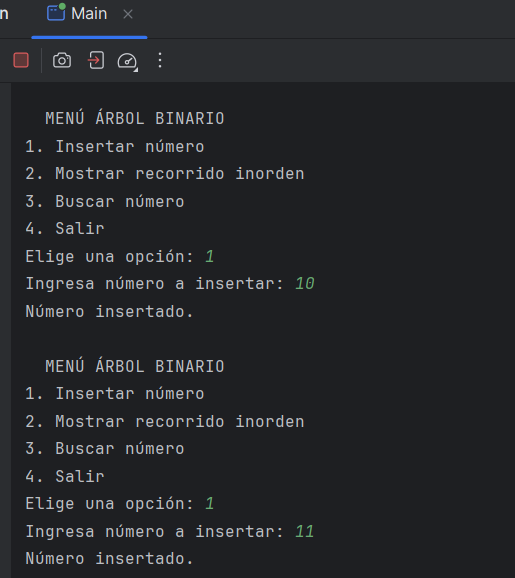 n
Main
MENÚ ÁRBOL BINARIO
1. Insertar número
2. Mostrar recorrido inorden
3. Buscar número
4. Salir
Elige una opción: 1
Ingresa número a insertar: 10
Número insertado.
MENÚ ÁRBOL BINARIO
1. Insertar número
2. Mostrar recorrido inorden
3. Buscar número
4. Salir
Elige una opción: 1
Ingresa número a insertar: 11
Número insertado.